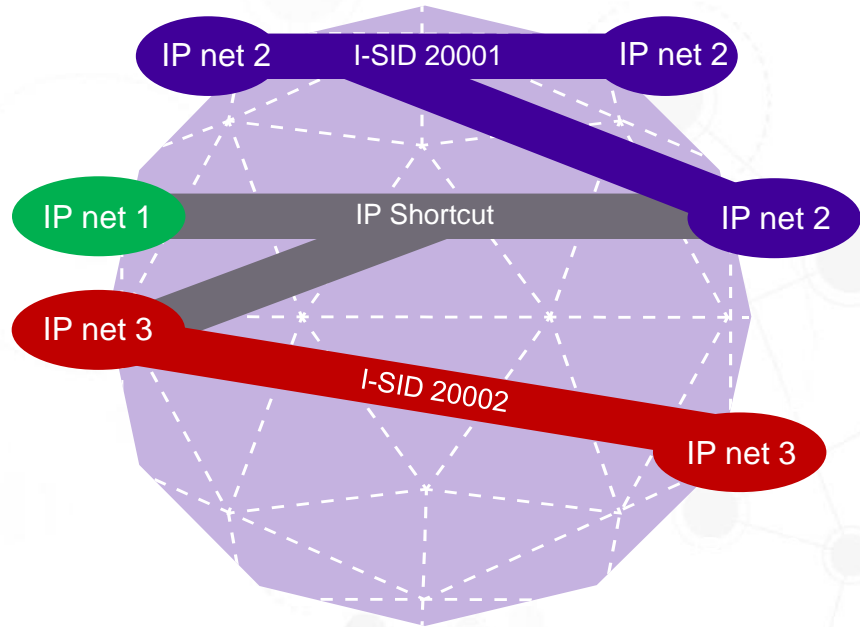 IP net 2
I-SID 20001
IP net 2
IP net 1
IP Shortcut
IP net 2
IP net 3
I-SID 20002
IP net 3